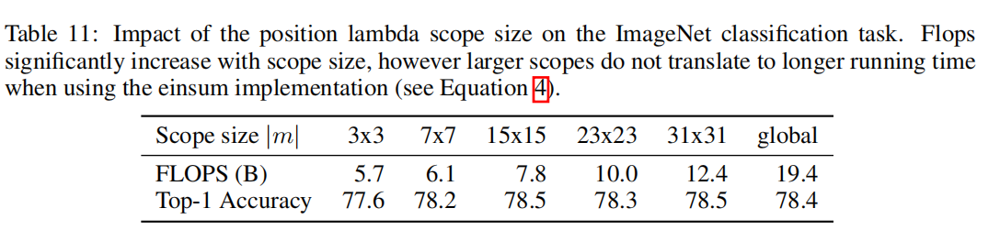 Table 11: Impact of the position lambda scope size on the ImageNet classification task. Flops
significantly increase with scope size, however larger scopes do not translate to longer running time
when using the einsum implementation (see Equation 4).
Scope size |m| 3x3 7x7 15x15 23x23 31x31 global
FLOPS (B) 5.7 6.1 7.8 10.0 12.4 19.4
Top-1 Accuracy 77.6 78.2 78.5 78.3 78.5 78.4